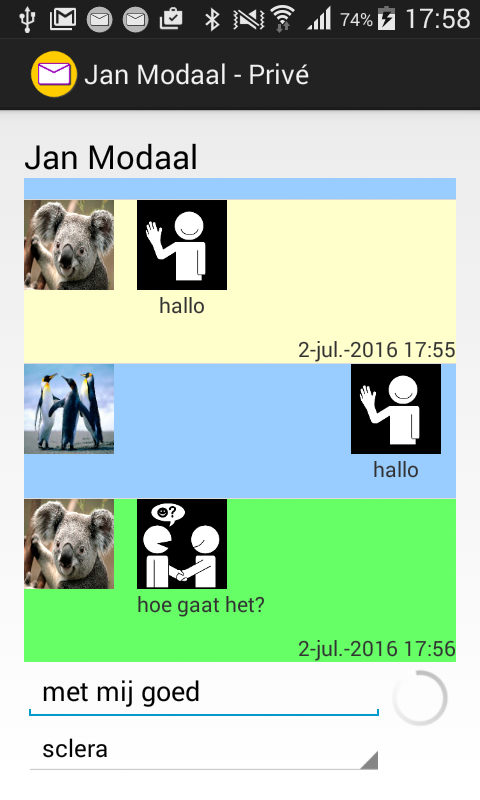 74% 17:58
Jan Modaal - Privé
Jan Modaal
hallo
2-jul.-2016 17:55
hallo
?
hoe gaat het?
2-jul.-2016 17:56
met mij goed
sclera